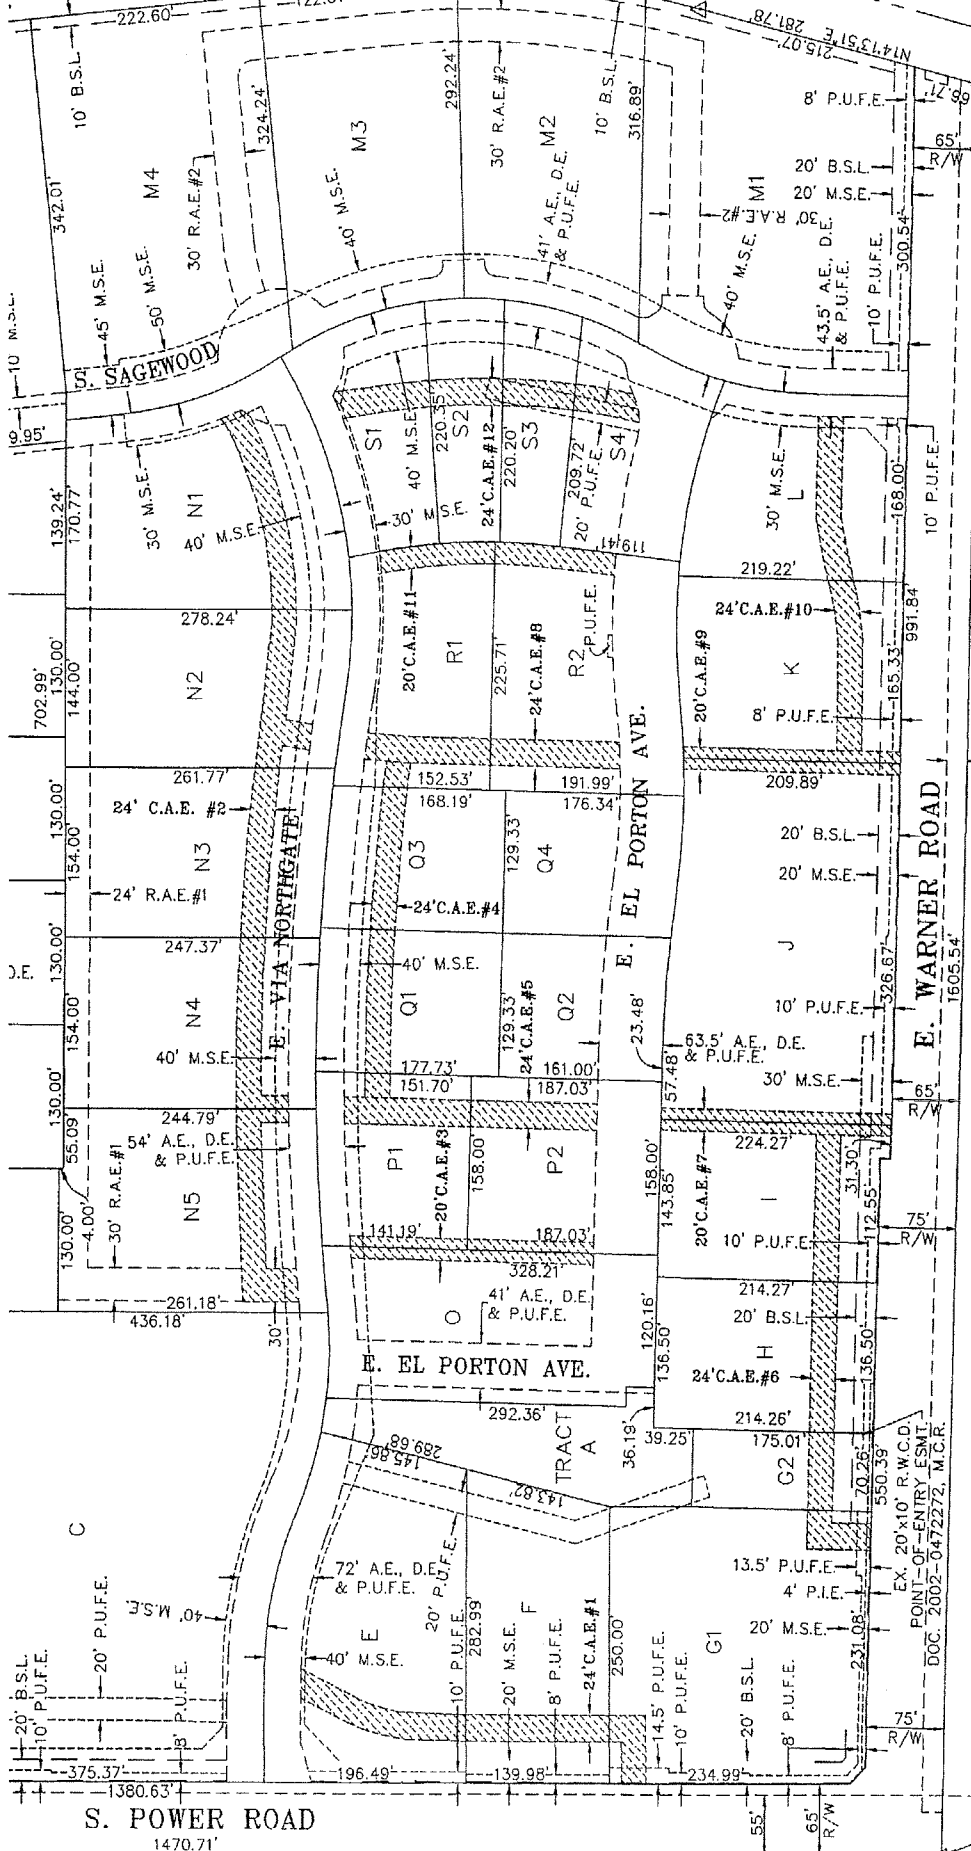 222.60'
N14°13'51"E
281.78'
215.07'
68.71'
10' B.S.L.
324.24'
292.24'
30' R.A.E.#2
10' B.S.L.
316.89'
8' P.U.F.E.
65'
R/W
342.01'
M4
M3
M2
M1
30' R.A.E.#2
40' M.S.E.
41' A.E., D.E.
& P.U.F.E.
30' R.A.E.#2
20' B.S.L.
20' M.S.E.
300.54'
45' M.S.E.
50' M.S.E.
40' M.S.E.
43.5' A.E., D.E.
& P.U.F.E.
10' P.U.F.E.
10 M.S.E.
S. SAGEWOOD
9.95'
139.24'
170.77'
30' M.S.E.
N1
40' M.S.E.
S1
40' M.S.E.
220.35'
S2
24'C.A.E.#12
220.20'
S3
209.72'
20' P.U.F.E.
S4
119.41'
30' M.S.E.
30' M.S.E.
L
168.00'
10' P.U.F.E.
219.22'
991.84'
278.24'
20'C.A.E.#11
R1
225.71'
24'C.A.E.#8
R2
P.U.F.E.
24'C.A.E.#10
20'C.A.E.#9
K
165.33'
8' P.U.F.E.
702.99'
130.00'
144.00'
N2
261.77'
152.53'
191.99'
209.89'
168.19'
176.34'
24' C.A.E. #2
130.00'
154.00'
N3
24' R.A.E.#1
E. VIA NORTHGATE
Q3
129.33'
Q4
24'C.A.E.#4
E. EL PORTON AVE.
20' B.S.L.
20' M.S.E.
E. WARNER ROAD
1605.54'
247.37'
40' M.S.E.
J
326.67'
10' P.U.F.E.
D.E.
130.00'
154.00'
N4
40' M.S.E.
Q1
129.33'
24'C.A.E.#5
Q2
23.48'
57.48'
63.5' A.E., D.E.
& P.U.F.E.
30' M.S.E.
65'
R/W
177.73'
161.00'
151.70'
187.03'
130.00'
55.09'
244.79'
54' A.E., D.E.
& P.U.F.E.
224.27'
31.30'
4.00'
30' R.A.E.#1
N5
P1
20'C.A.E.#3
158.00'
P2
158.00'
143.85'
20'C.A.E.#7
I
112.55'
75'
R/W
130.00'
141.19'
187.03'
10' P.U.F.E.
328.21'
214.27'
261.18'
436.18'
30'
O
41' A.E., D.E.
& P.U.F.E.
120.16'
136.50'
20' B.S.L.
H
136.50'
E. EL PORTON AVE.
24'C.A.E.#6
292.36'
214.26'
TRACT
A
36.19'
39.25'
175.01'
289.68'
145.86'
143.82'
G2
70.26'
550.39'
EX. 20'x10' R.W.C.D.
POINT-OF-ENTRY ESMT.
DOC. 2002-0472272, M.C.R.
C
72' A.E., D.E.
& P.U.F.E.
20' P.U.F.E.
13.5' P.U.F.E.
4' P.I.E.
20' M.S.E.
231.08'
40' M.S.E.
20' P.U.F.E.
E
40' M.S.E.
10' P.U.F.E.
282.99'
20' M.S.E.
F
8' P.U.F.E.
24'C.A.E.#1
250.00'
G1
14.5' P.U.F.E.
10' P.U.F.E.
20' B.S.L.
8' P.U.F.E.
75'
R/W
20' B.S.L.
10' P.U.F.E.
8' P.U.F.E.
375.37'
196.49'
139.98'
234.99'
1380.63'
S. POWER ROAD
1470.71'
55'
65'
R/W